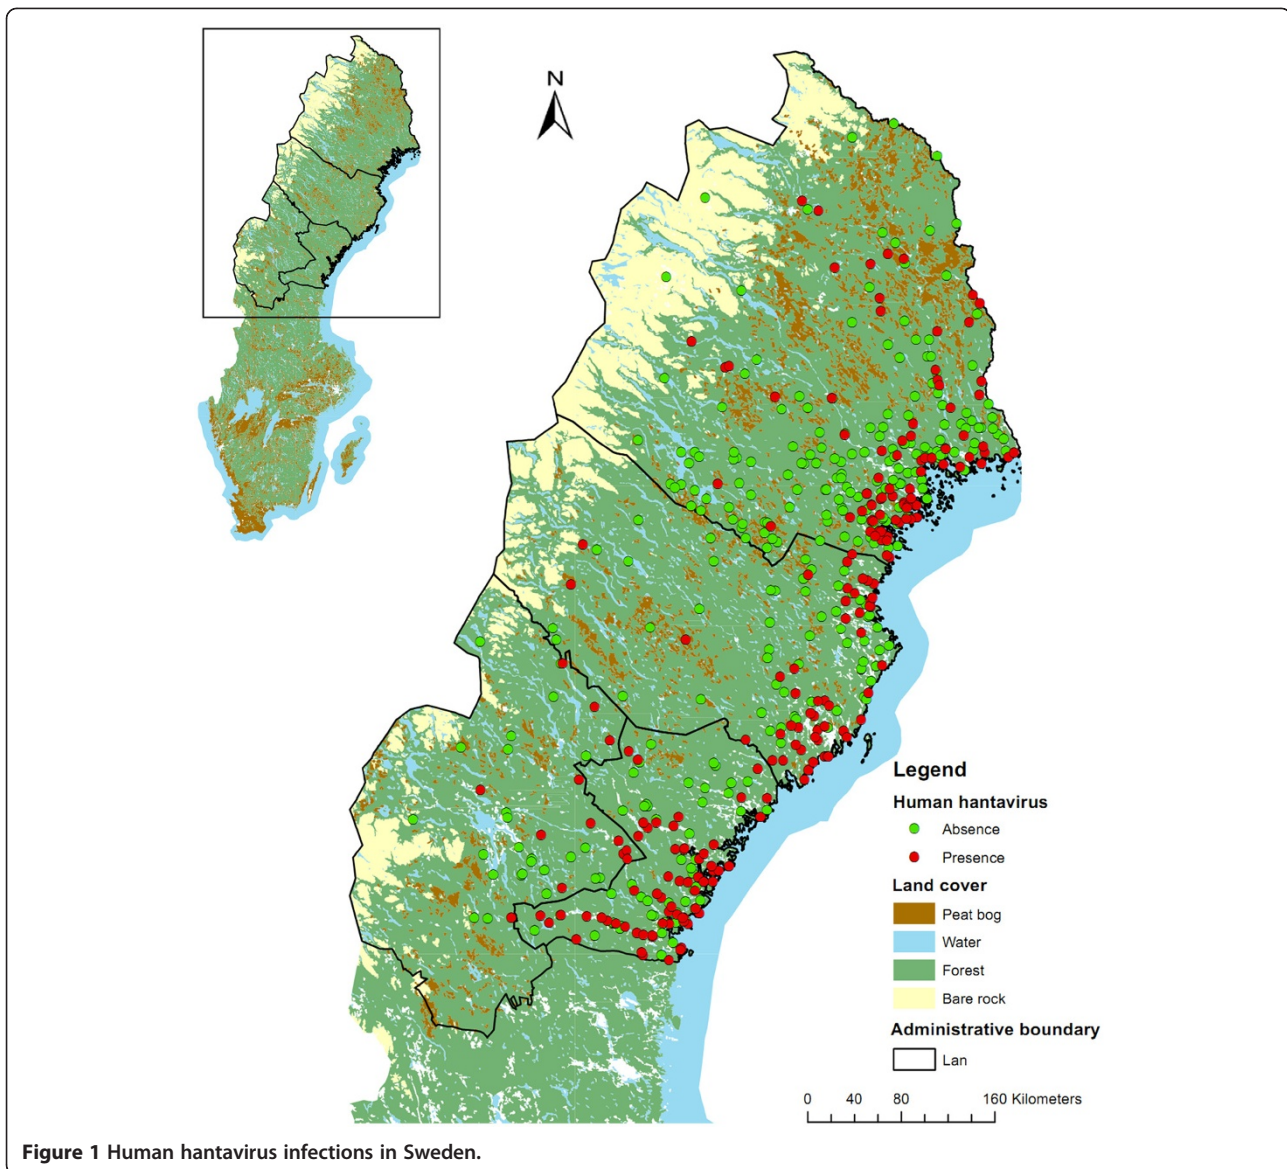 N
Legend
Human hantavirus
Absence
Presence
Land cover
Peat bog
Water
Forest
Bare rock
Administrative boundary
Lan
0 40 80 160 Kilometers
Figure 1 Human hantavirus infections in Sweden.